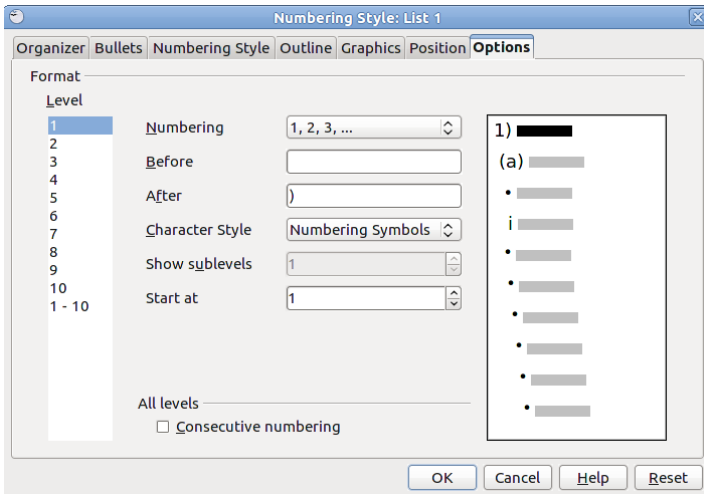 Numbering Style: List 1
Organizer Bullets Numbering Style Outline Graphics Position Options
Format
Level
1
2
3
4
5
6
7
8
9
10
1 - 10
Numbering 1, 2, 3, ...
Before
After )
Character Style Numbering Symbols
Show sublevels 1
Start at 1
All levels
Consecutive numbering
1)
(a)
•
i
•
•
•
•
•
•
OK Cancel Help Reset